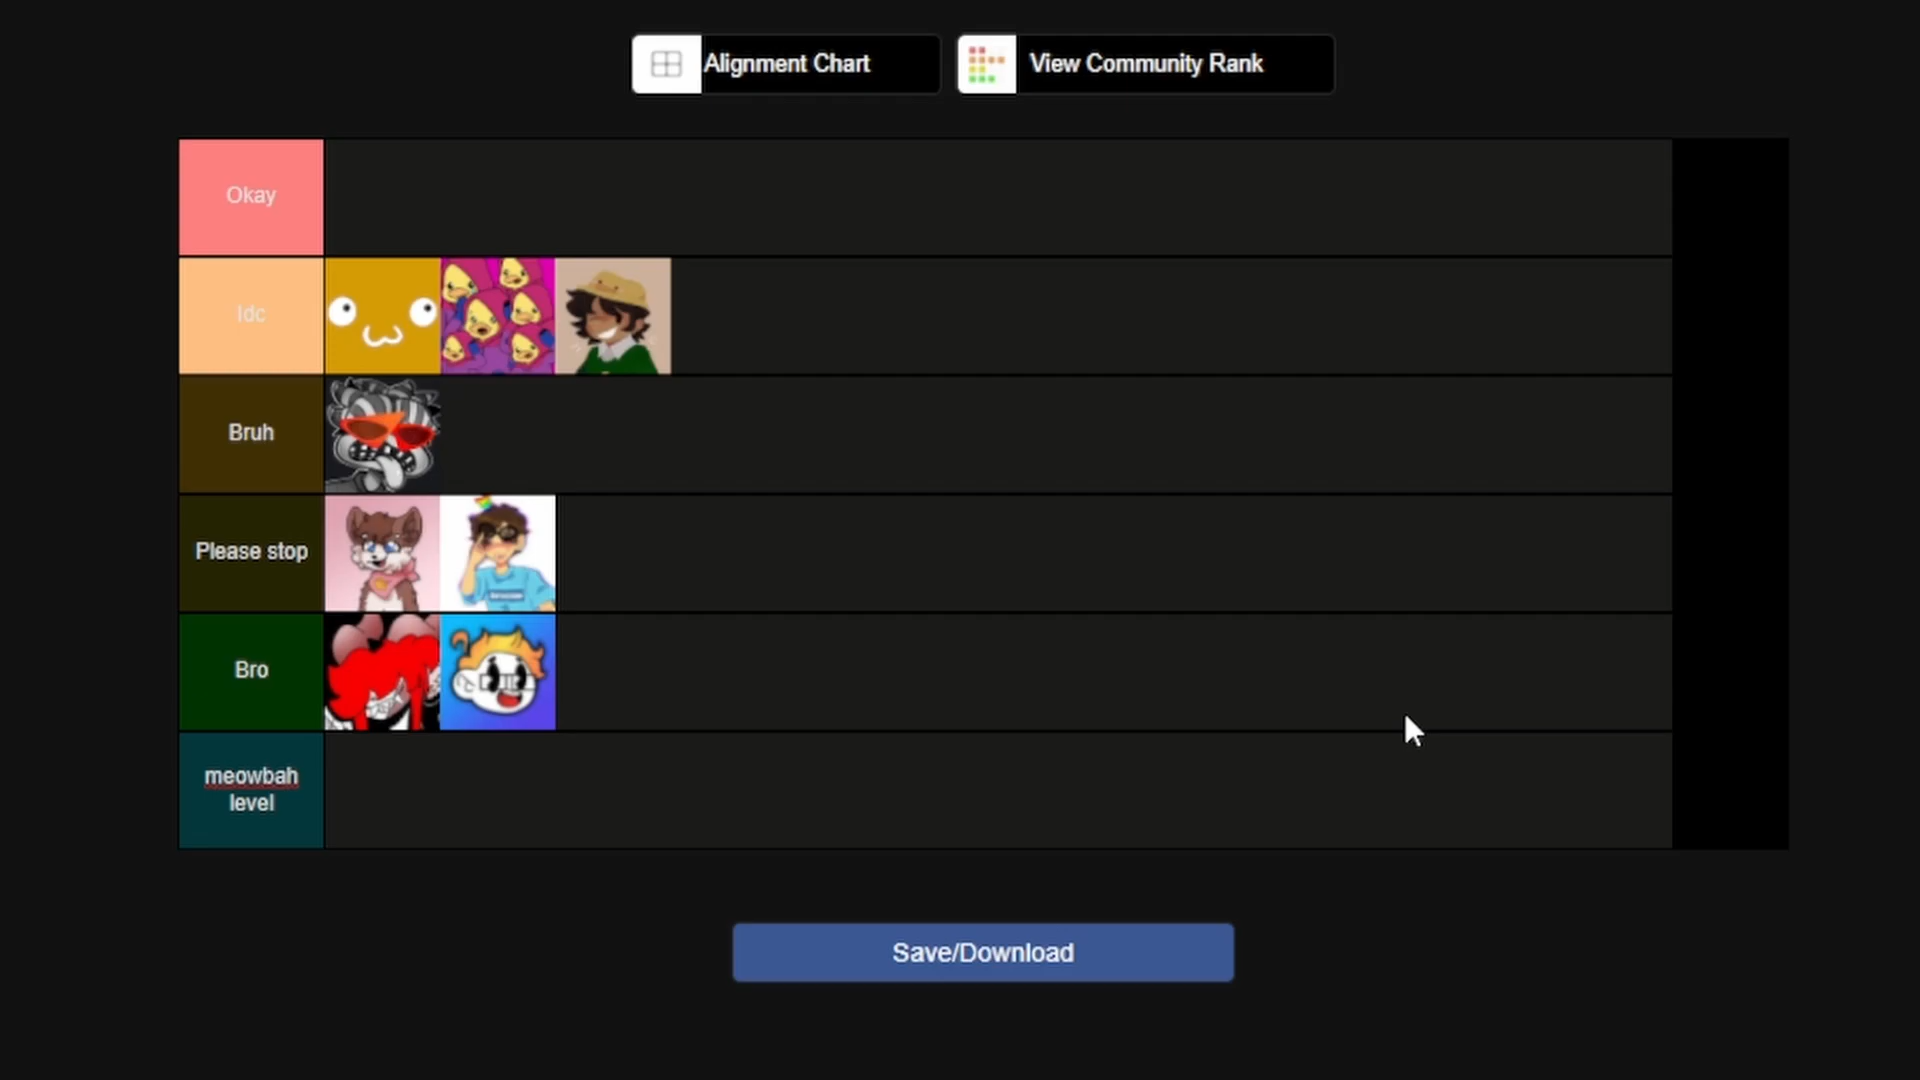 Alignment Chart
View Community Rank
Okay
Idc
Bruh
Please stop
Bro
meowbah
level
Save/Download